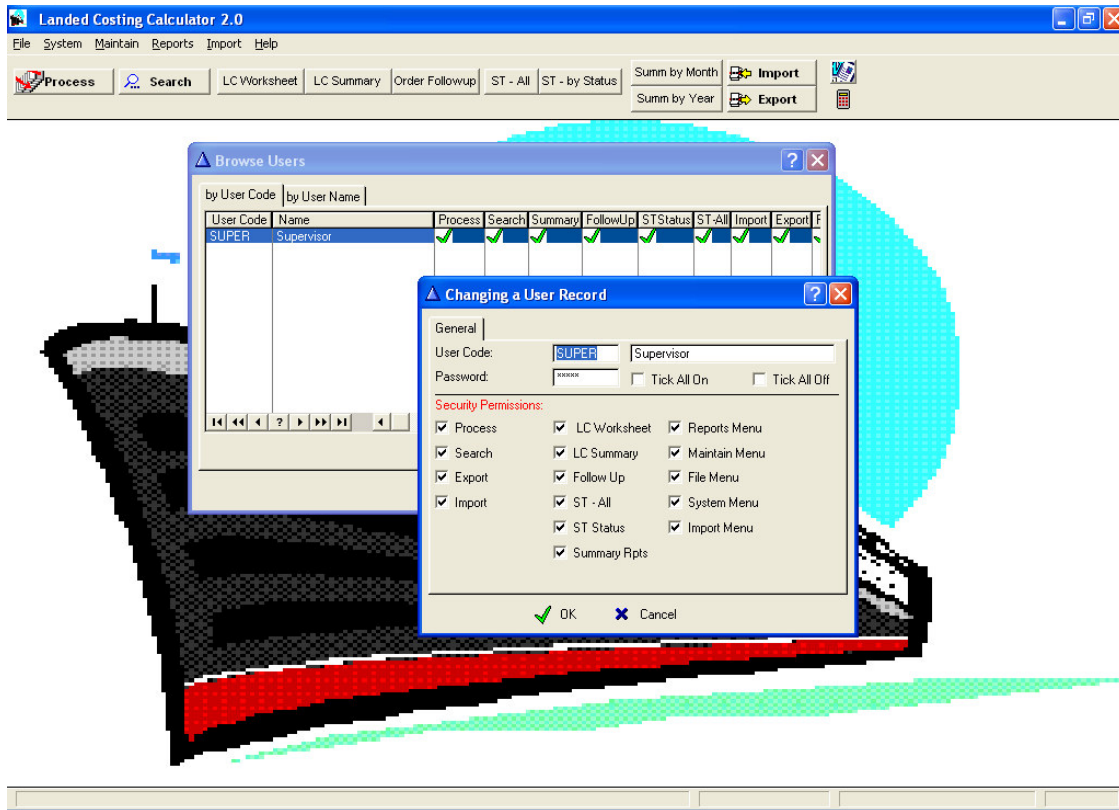 Landed Costing Calculator 2.0
File System Maintain Reports Import Help
Process Search LC Worksheet LC Summary Order Followup ST - All ST - by Status Summ by Month Import
Summ by Year Export
Browse Users
by User Code by User Name
User Code Name Process Search Summary FollowUp STStatus ST-All Import Export F
SUPER Supervisor
Changing a User Record
General
User Code: SUPER Supervisor
Password: ***** Tick All On Tick All Off
Security Permissions:
Process LC Worksheet Reports Menu
Search LC Summary Maintain Menu
Export Follow Up File Menu
Import ST - All System Menu
ST Status Import Menu
Summary Rpts
OK Cancel